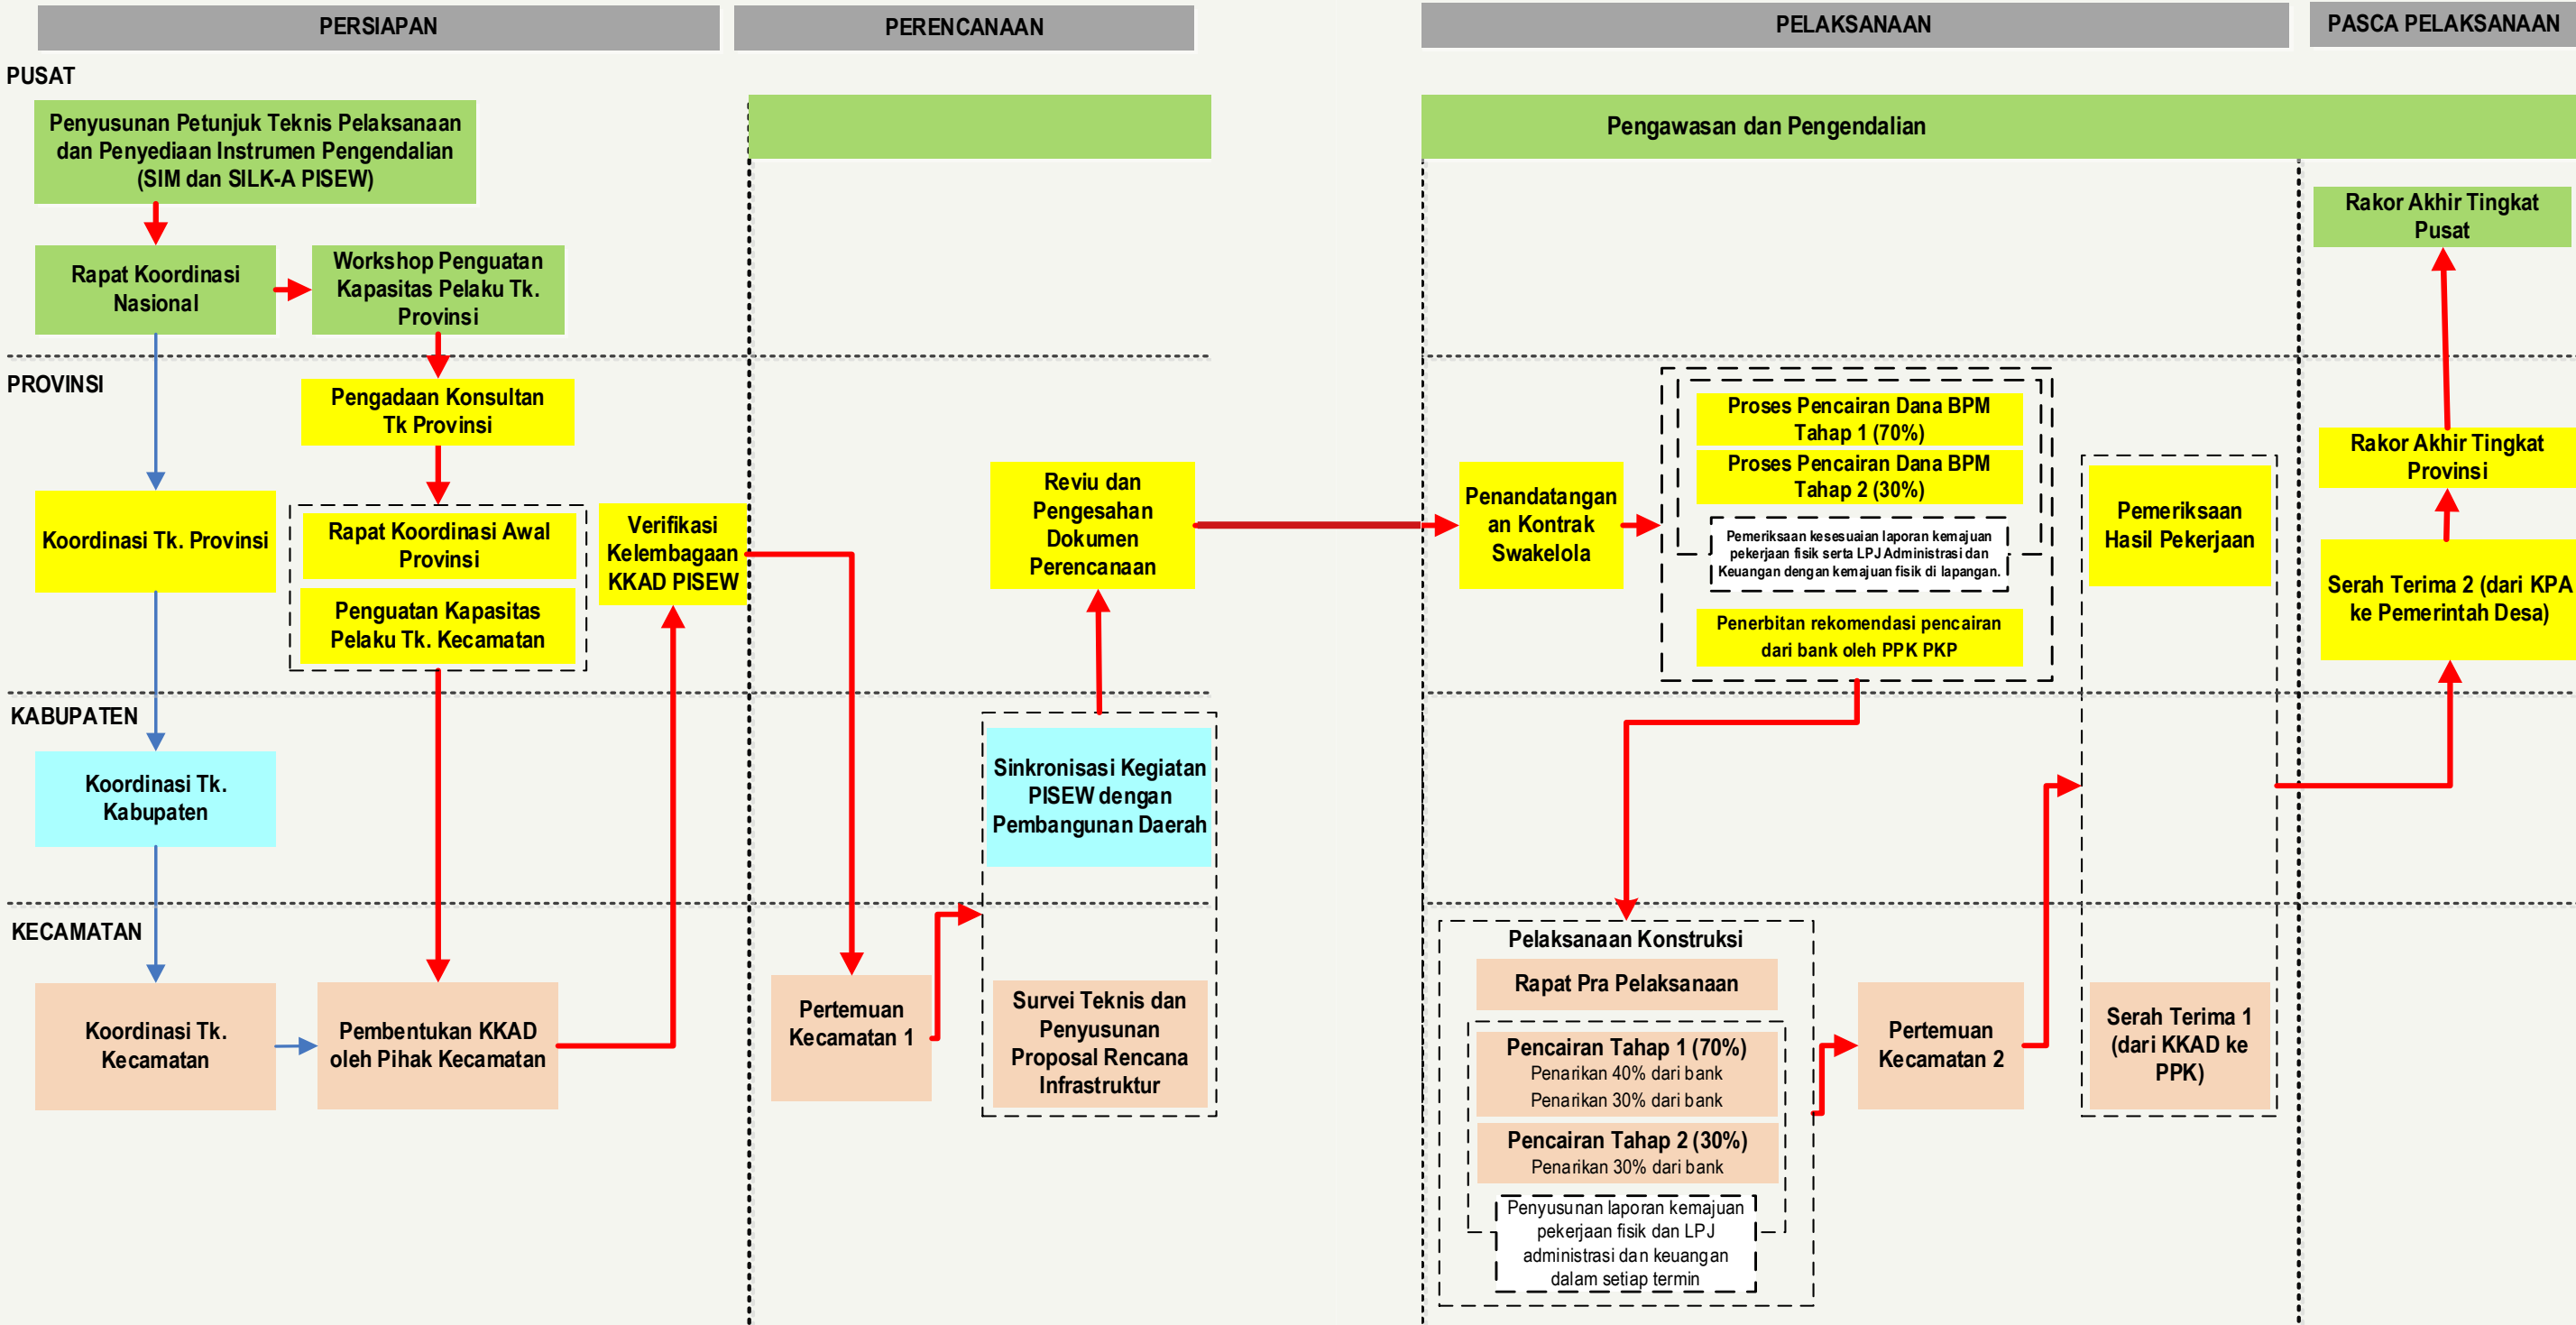 PERSIAPAN
PERENCANAAN
PELAKSANAAN
PASCA PELAKSANAAN
PUSAT
Penyusunan Petunjuk Teknis Pelaksanaan
dan Penyediaan Instrumen Pengendalian
(SIM dan SILK-A PISEW)
Pengawasan dan Pengendalian
Rapat Koordinasi
Nasional
Workshop Penguatan
Kapasitas Pelaku Tk.
Provinsi
Rakor Akhir Tingkat
Pusat
PROVINSI
Pengadaan Konsultan
Tk Provinsi
Koordinasi Tk. Provinsi
Rapat Koordinasi Awal
Provinsi
Penguatan Kapasitas
Pelaku Tk. Kecamatan
Verifikasi
Kelembagaan
KKAD PISEW
Reviu dan
Pengesahan
Dokumen
Perencanaan
Penandatangan
an Kontrak
Swakelola
Proses Pencairan Dana BPM
Tahap 1 (70%)
Proses Pencairan Dana BPM
Tahap 2 (30%)
Pemeriksaan kesesuaian laporan kemajuan
pekerjaan fisik serta LPJ Administrasi dan
Keuangan dengan kemajuan fisik di lapangan.
Penerbitan rekomendasi pencairan
dari bank oleh PPK PKP
Pemeriksaan
Hasil Pekerjaan
Rakor Akhir Tingkat
Provinsi
Serah Terima 2 (dari KPA
ke Pemerintah Desa)
KABUPATEN
Koordinasi Tk.
Kabupaten
Sinkronisasi Kegiatan
PISEW dengan
Pembangunan Daerah
KECAMATAN
Koordinasi Tk.
Kecamatan
Pembentukan KKAD
oleh Pihak Kecamatan
Pertemuan
Kecamatan 1
Survei Teknis dan
Penyusunan
Proposal Rencana
Infrastruktur
Pelaksanaan Konstruksi
Rapat Pra Pelaksanaan
Pencairan Tahap 1 (70%)
Penarikan 40% dari bank
Penarikan 30% dari bank
Pencairan Tahap 2 (30%)
Penarikan 30% dari bank
Penyusunan laporan kemajuan
pekerjaan fisik dan LPJ
administrasi dan keuangan
dalam setiap termin
Pertemuan
Kecamatan 2
Serah Terima 1
(dari KKAD ke
PPK)